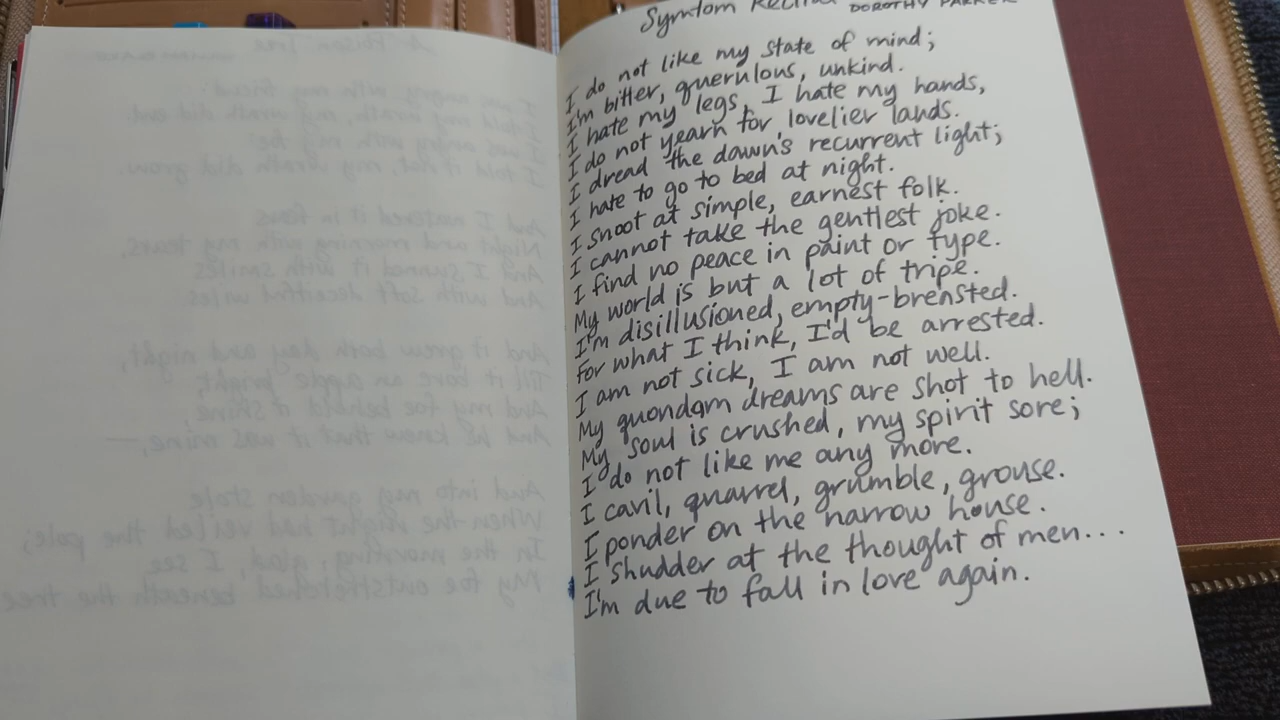 Symtom Recital DOROTHY PARKER
I do not like my state of mind;
I'm bitter, querulous, unkind.
I hate my legs, I hate my hands,
I do not yearn for lovelier lands.
I dread the dawn's recurrent light;
I hate to go to bed at night.
I snoot at simple, earnest folk.
I cannot take the gentlest joke.
I find no peace in paint or type.
My world is but a lot of tripe.
I'm disillusioned, empty-breasted.
For what I think, I'd be arrested.
I am not sick, I am not well.
My quondam dreams are shot to hell.
My soul is crushed, my spirit sore;
I do not like me any more.
I cavil, quarrel, grumble, grouse.
I ponder on the narrow house.
I shudder at the thought of men...
I'm due to fall in love again.